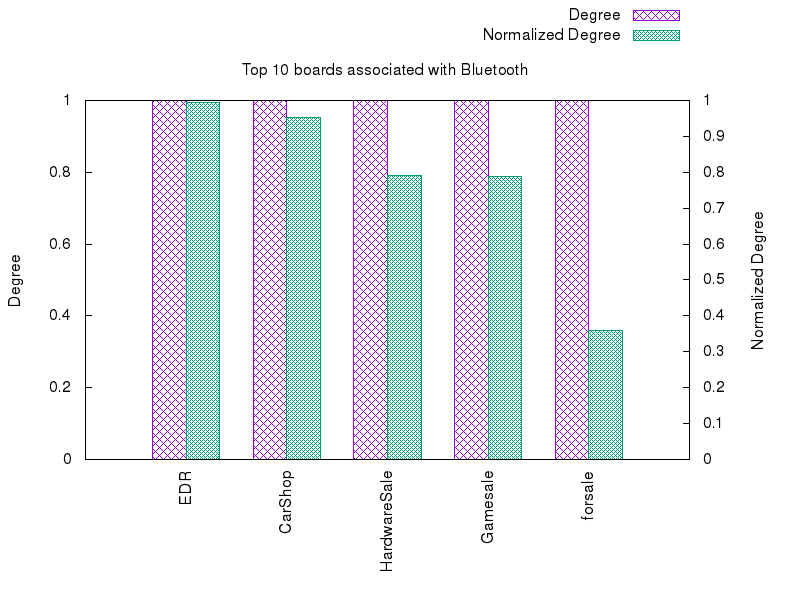 Degree
Normalized Degree
Top 10 boards associated with Bluetooth
1
0.8
0.6
0.4
0.2
0
Degree
1
0.9
0.8
0.7
0.6
0.5
0.4
0.3
0.2
0.1
0
Normalized Degree
EDR
CarShop
HardwareSale
Gamesale
forsale